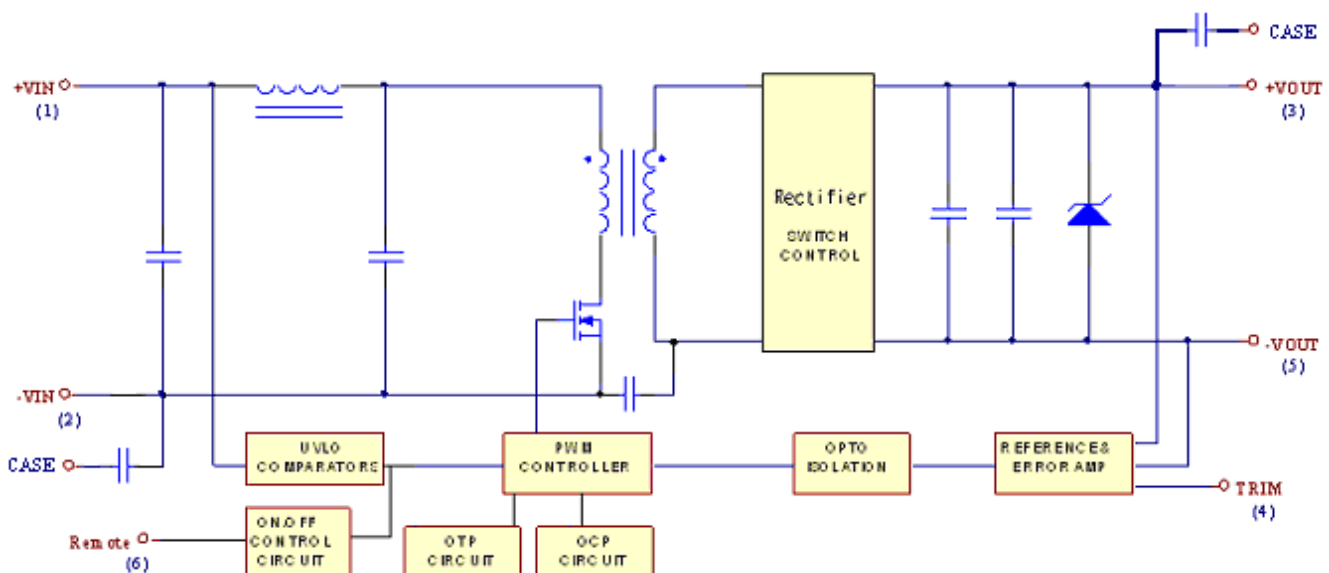 CASE
+VIN
(1)
+VOUT
(3)
Rectifier
SWITCH
CONTROL
-VIN
(2)
-VOUT
(5)
CASE
UVLO
COMPARATORS
PWM
CONTROLLER
OPTO
ISOLATION
REFERENCE&
ERROR AMP
TRIM
(4)
Remote
(6)
ON.OFF
CONTROL
CIRCUIT
OTP
CIRCUIT
OCP
CIRCUIT